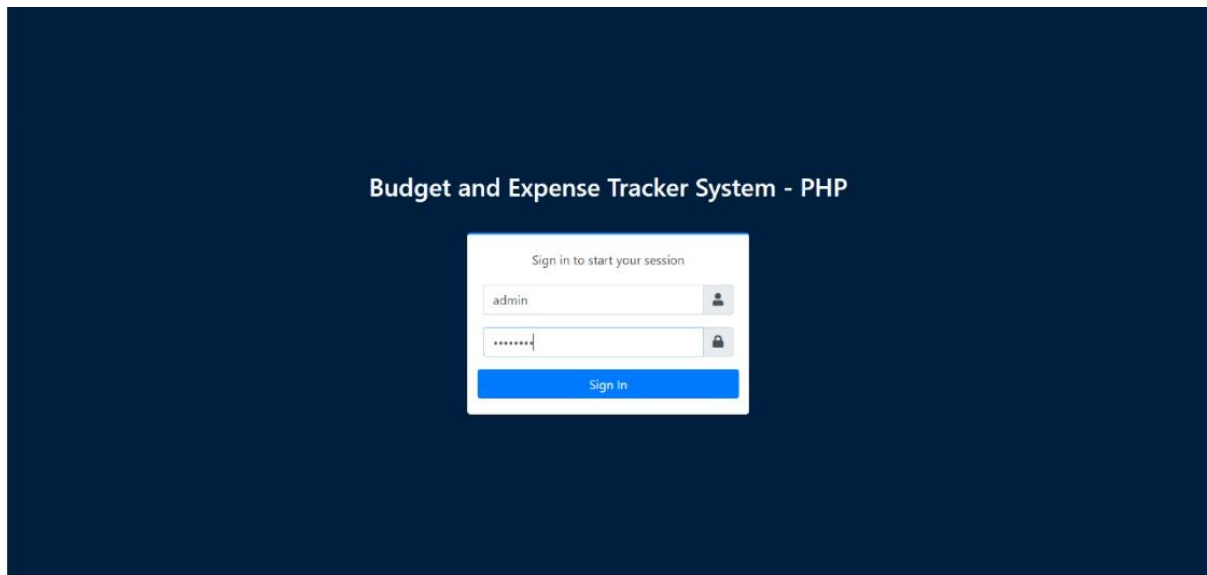 Budget and Expense Tracker System - PHP
Sign in to start your session
admin
••••••••
Sign In